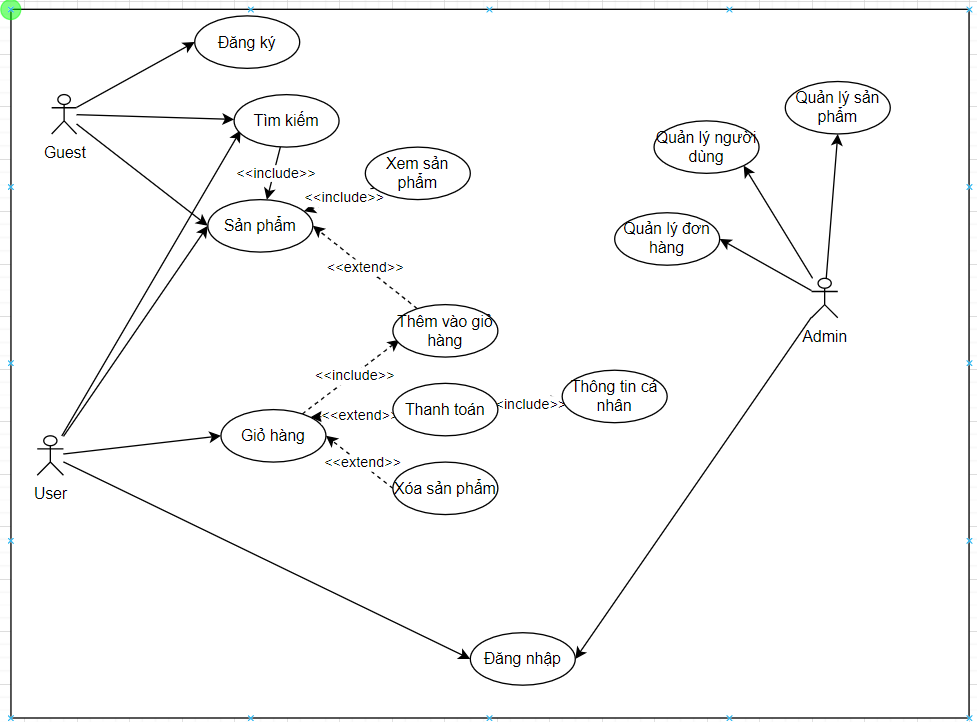 Đăng ký
Guest
Tìm kiếm
<<include>>
Xem sản
phẩm
<<include>>
Sản phẩm
<<extend>>
Thêm vào giỏ
hàng
<<include>>
Thanh toán
<<extend>>
<include>>
Thông tin cá
nhân
Giỏ hàng
<<extend>>
Xóa sản phẩm
User
Đăng nhập
Quản lý sản
phẩm
Quản lý người
dùng
Quản lý đơn
hàng
Admin